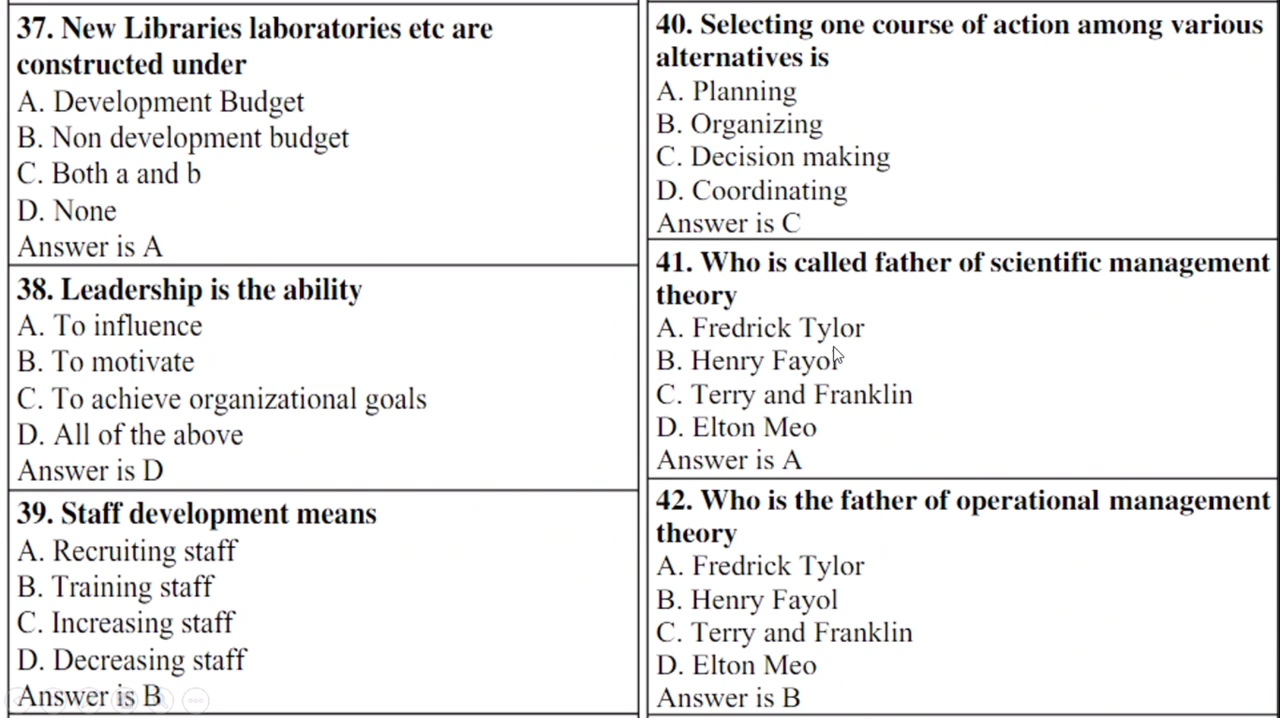 37. New Libraries laboratories etc are
constructed under
A. Development Budget
B. Non development budget
C. Both a and b
D. None
Answer is A
38. Leadership is the ability
A. To influence
B. To motivate
C. To achieve organizational goals
D. All of the above
Answer is D
39. Staff development means
A. Recruiting staff
B. Training staff
C. Increasing staff
D. Decreasing staff
Answer is B
40. Selecting one course of action among various
alternatives is
A. Planning
B. Organizing
C. Decision making
D. Coordinating
Answer is C
41. Who is called father of scientific management
theory
A. Fredrick Tylor
B. Henry Fayol
C. Terry and Franklin
D. Elton Meo
Answer is A
42. Who is the father of operational management
theory
A. Fredrick Tylor
B. Henry Fayol
C. Terry and Franklin
D. Elton Meo
Answer is B